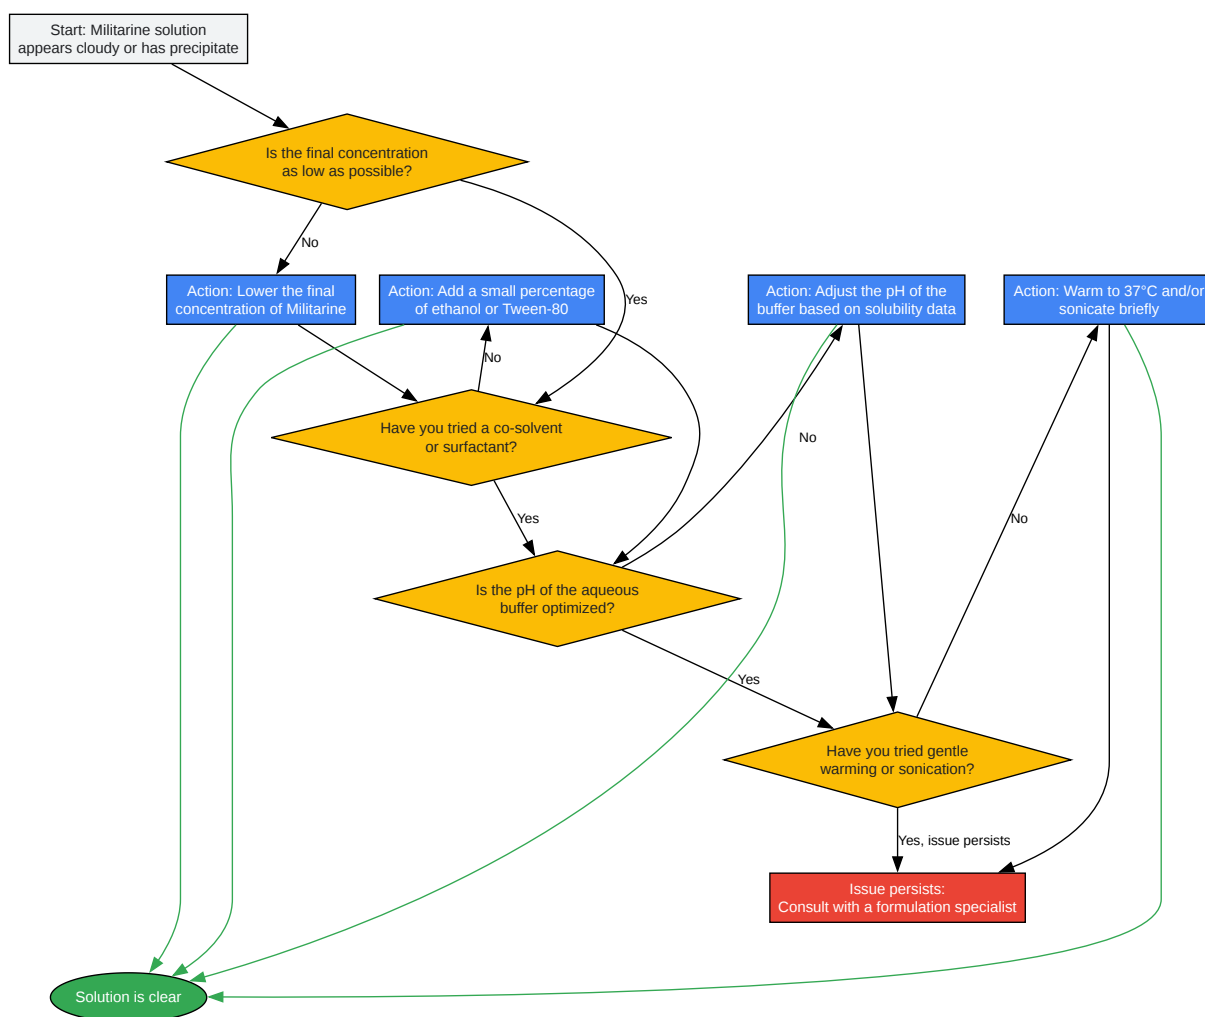 Start: Militarine solution
appears cloudy or has precipitate
Is the final concentration
as low as possible?
No
Yes
Action: Lower the final
concentration of Militarine
Action: Add a small percentage
of ethanol or Tween-80
Action: Adjust the pH of the
buffer based on solubility data
Action: Warm to 37°C and/or
sonicate briefly
No
Have you tried a co-solvent
or surfactant?
No
Yes
No
Is the pH of the aqueous
buffer optimized?
Yes
Have you tried gentle
warming or sonication?
Yes, issue persists
Issue persists:
Consult with a formulation specialist
Solution is clear